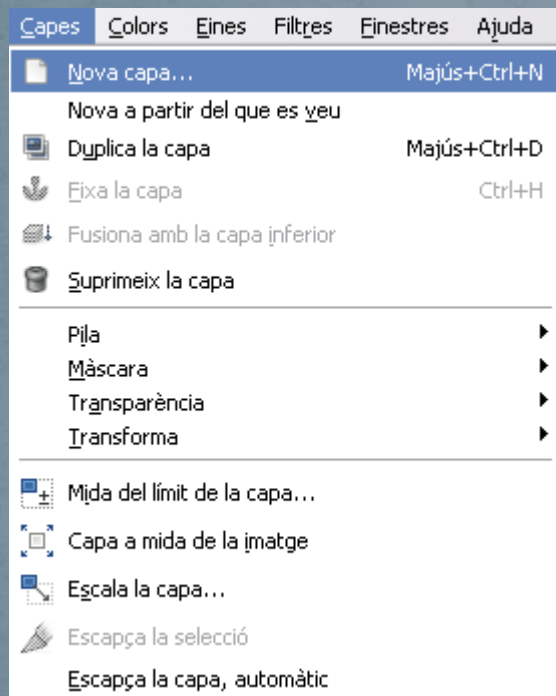 Capes Colors Eines Filtres Finestres Ajuda
Nova capa... Majús+Ctrl+N
Nova a partir del que es veu
Duplica la capa Majús+Ctrl+D
Fixa la capa Ctrl+H
Fusiona amb la capa inferior
Suprimeix la capa
Pila
Màscara
Transparència
Transforma
Mida del límit de la capa...
Capa a mida de la imatge
Escala la capa...
Escapça la selecció
Escapça la capa, automàtic